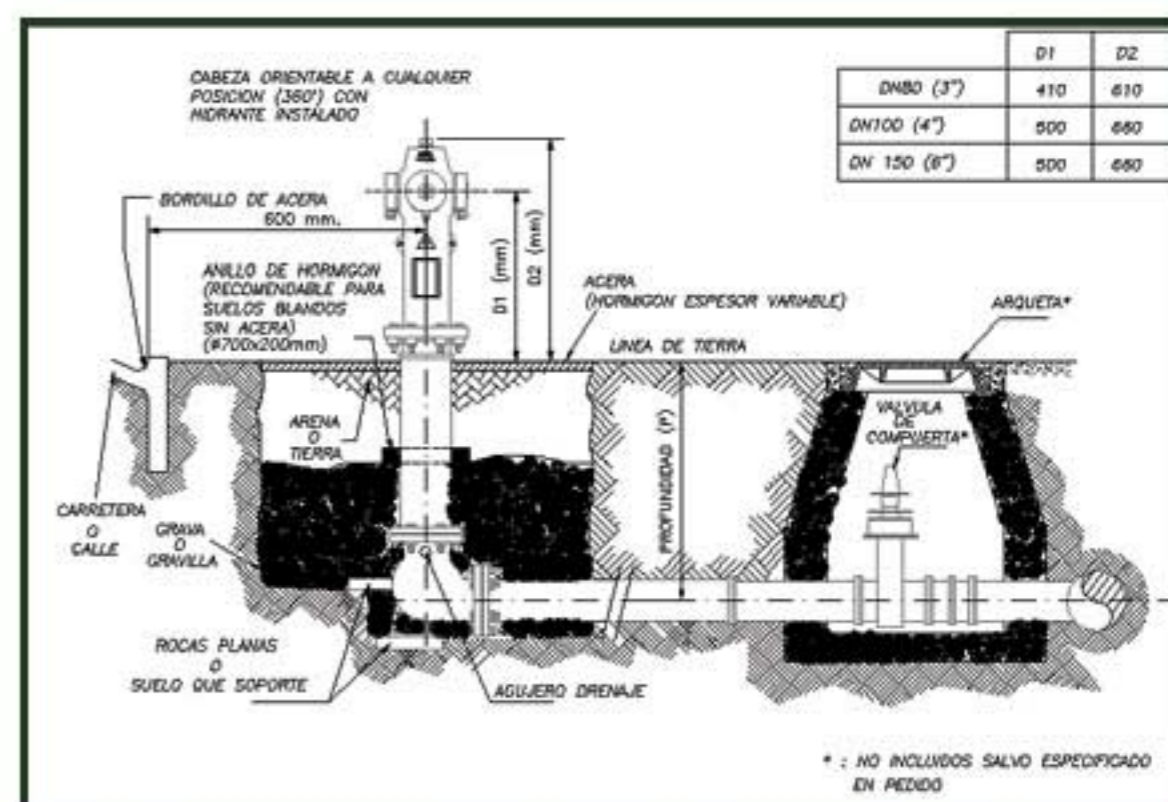 D1 D2
DN80 (3") 410 610
DN100 (4") 500 660
DN 150 (6") 500 660
CABEZA ORIENTABLE A CUALQUIER
POSICION (360°) CON
HIDRANTE INSTALADO
BORDILLO DE ACERA
600 mm.
D1 (mm)
D2 (mm)
ANILLO DE HORMIGON
(RECOMENDABLE PARA
SUELOS BLANDOS
SIN ACERA)
(#700x200mm)
ACERA
(HORMIGON ESPESOR VARIABLE)
ARQUETA*
LINEA DE TIERRA
ARENA
O
TIERRA
VALVULA
DE
COMPUERTA*
PROFUNDIDAD (P)
CARRETERA
O
CALLE
GRAVA
O
GRAVILLA
ROCAS PLANAS
O
SUELO QUE SOPORTE
AGUJERO DRENAJE
* : NO INCLUIDOS SALVO ESPECIFICADO
EN PEDIDO